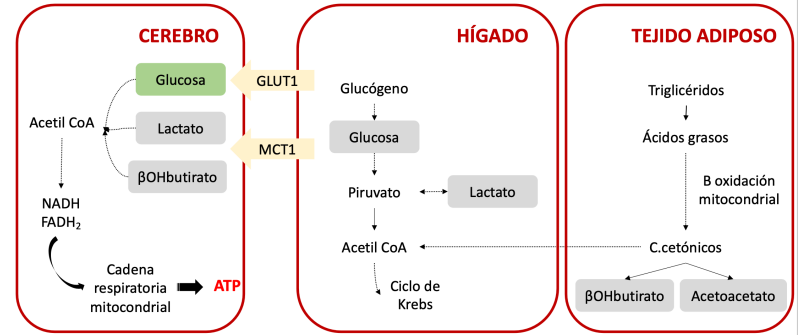 CEREBRO
Glucosa
Acetil CoA
Lactato
βOHbutirato
NADH
FADH₂
Cadena
respiratoria
mitocondrial
ATP
GLUT1
MCT1
HÍGADO
Glucógeno
Glucosa
Piruvato
Lactato
Acetil CoA
Ciclo de
Krebs
TEJIDO ADIPOSO
Triglicéridos
Ácidos grasos
B oxidación
mitocondrial
C.cetónicos
βOHbutirato
Acetoacetato